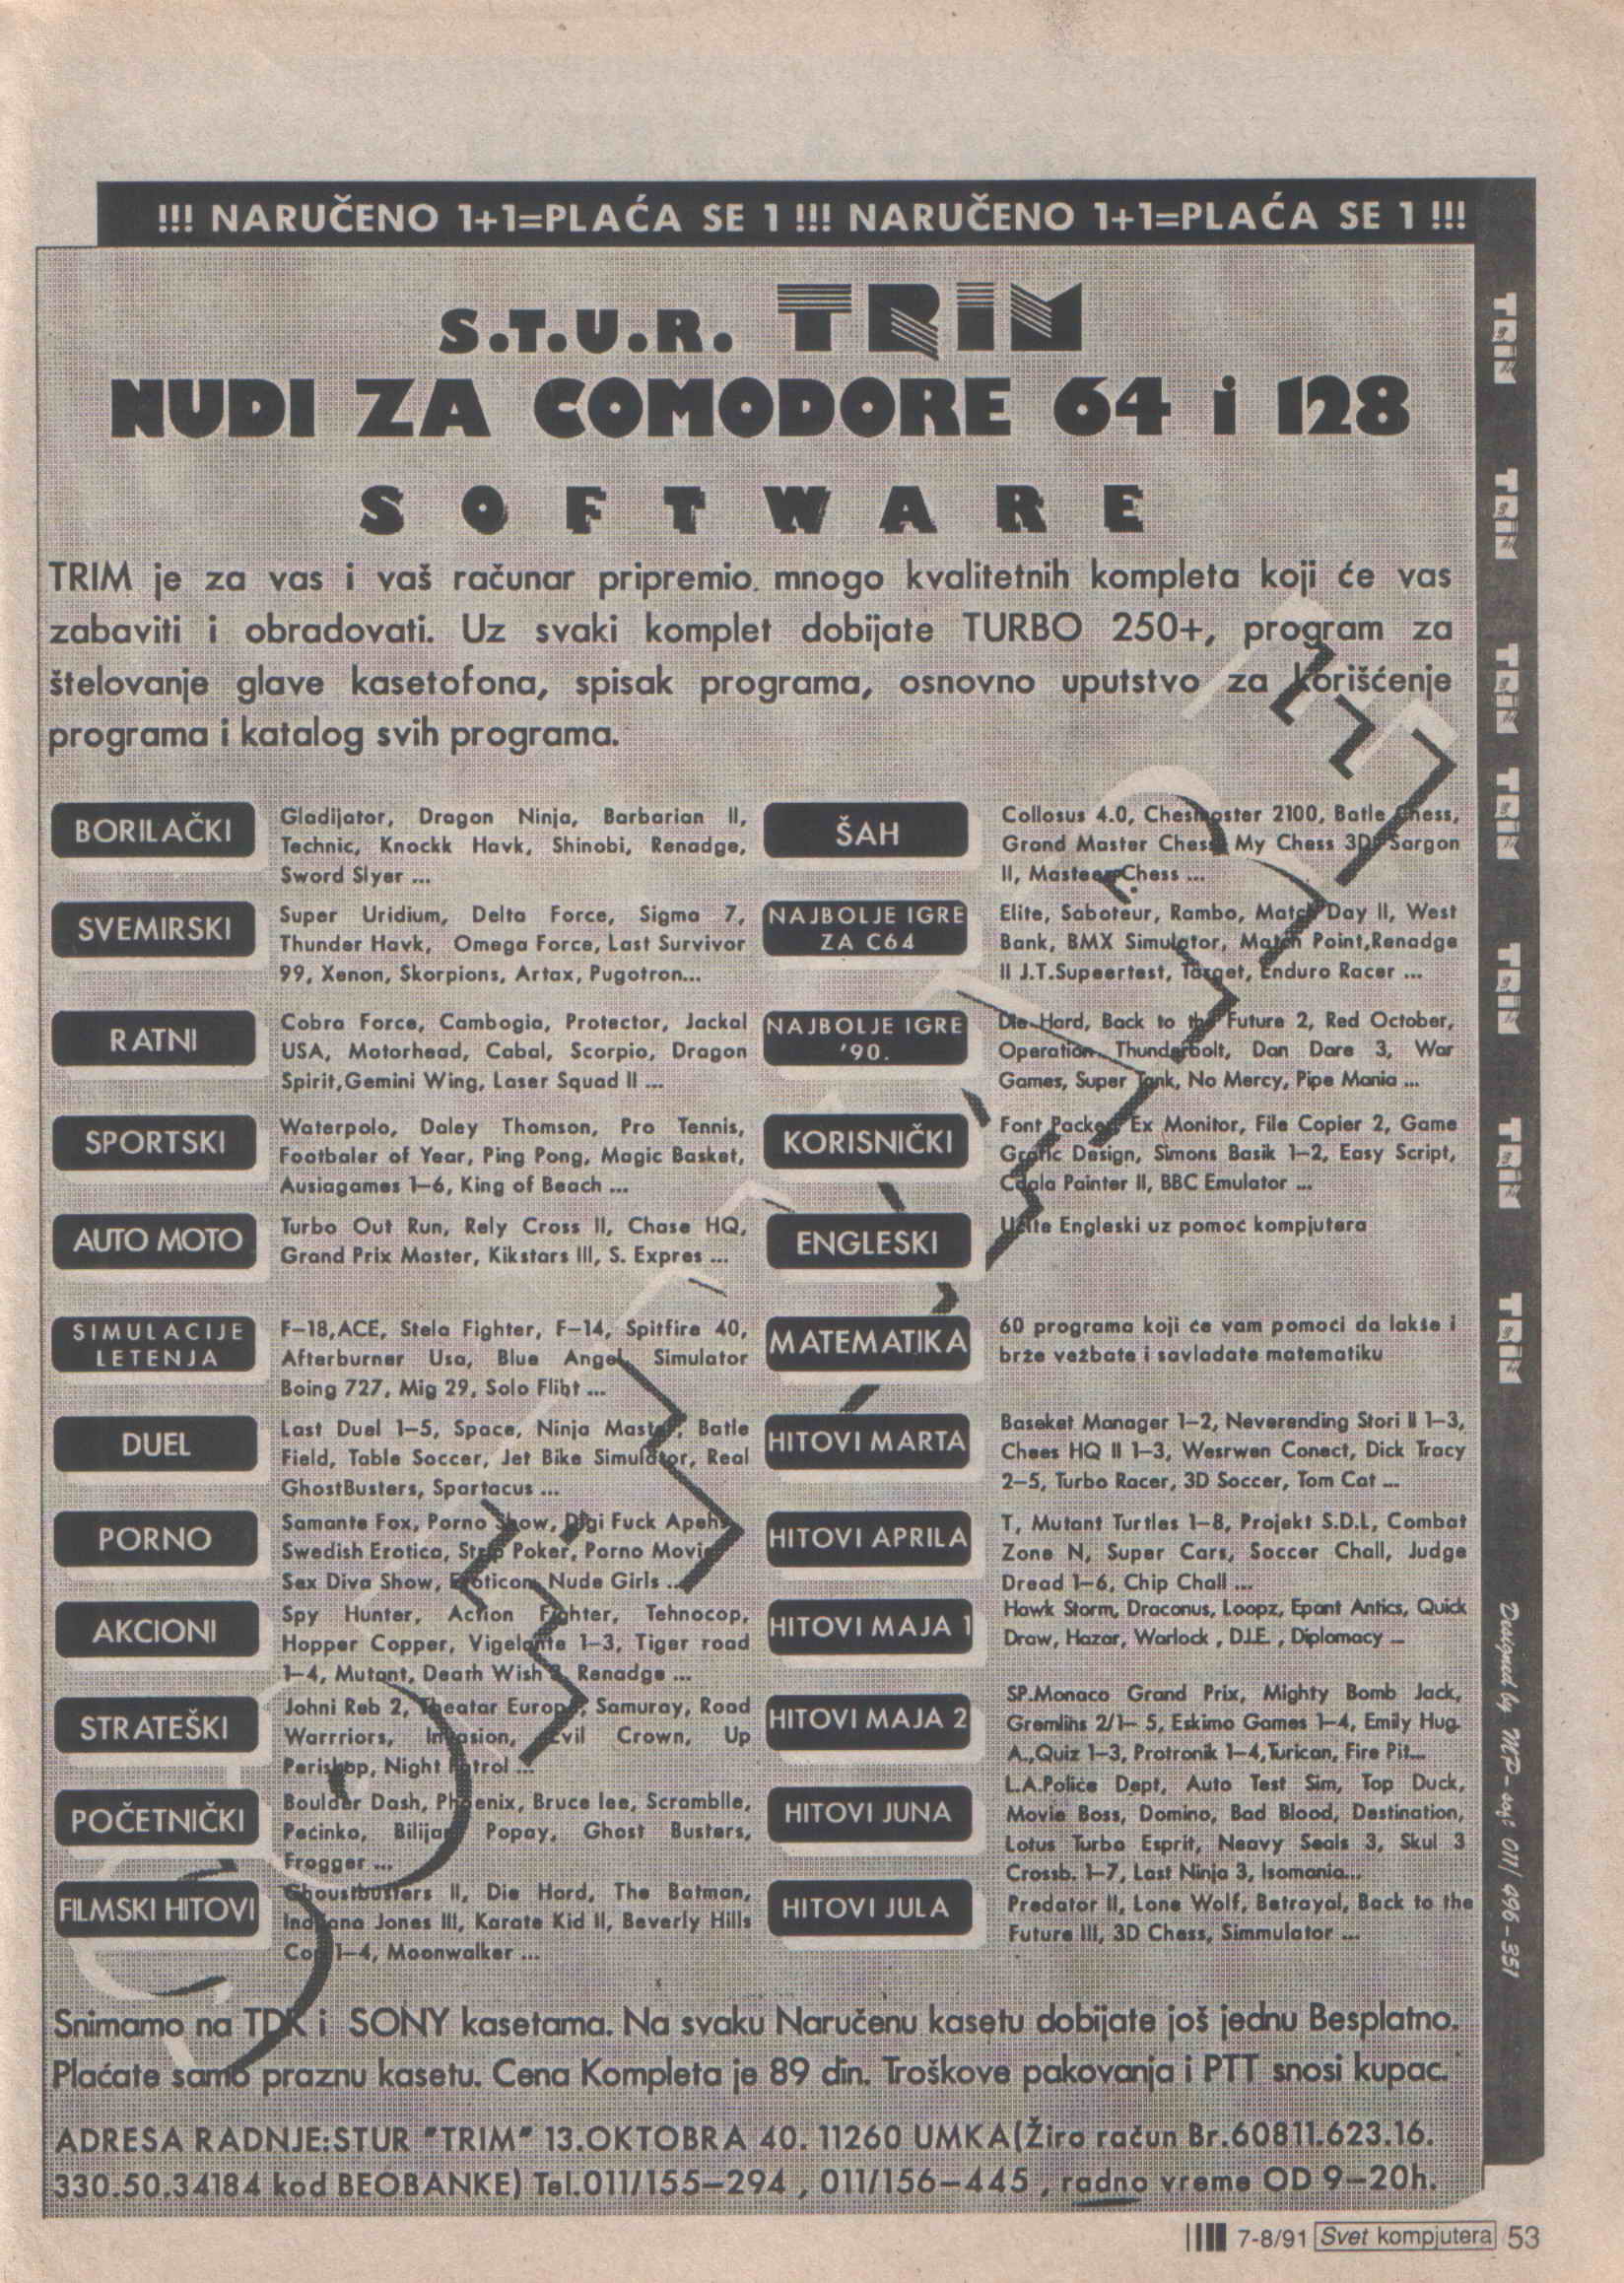 !!! NARUČENO 1+1=PLAĆA SE 1 !!! NARUČENO 1+1=PLAĆA SE 1 !!!
S.T.U.R. TRIM
NUDI ZA COMODORE 64 i 128
SOFTWARE
TRIM je za vas i vaš računar pripremio. mnogo kvalitetnih kompleta koji će vas
zabaviti i obradovati. Uz svaki komplet dobijate TURBO 250+, program za
štelovanje glave kasetofona, spisak programa, osnovno uputstvo za korišćenje
programa i katalog svih programa.
BORILAČKI
Gladijator, Dragon Ninja, Barbarian II,
Technic, Knockk Havk, Shinobi, Renadge,
Sword Slyer ...
SVEMIRSKI
Super Uridium, Delta Force, Sigma 7,
Thunder Havk, Omega Force, Last Survivor
99, Xenon, Skorpions, Artax, Pugotron...
RATNI
Cobra Force, Cambogia, Protector, Jackal
USA, Motorhead, Cabal, Scorpio, Dragon
Spirit,Gemini Wing, Laser Squad II ...
SPORTSKI
Waterpolo, Daley Thomson, Pro Tennis,
Footbaler of Year, Ping Pong, Magic Basket,
Ausiagames 1-6, King of Beach ...
AUTO MOTO
Turbo Out Run, Rely Cross II, Chase HQ,
Grand Prix Master, Kikstars III, S. Expres ...
SIMULACIJE
LETENJA
F-18,ACE, Stela Fighter, F-14, Spitfire 40,
Afterburner Usa, Blue Angel, Simulator
Boing 727, Mig 29, Solo Fliht ...
DUEL
Last Duel 1-5, Space, Ninja Master, Batle
Field, Table Soccer, Jet Bike Simulator, Real
GhostBusters, Spartacus ...
PORNO
Samante Fox, Porno Show, Digi Fuck Apeh,
Swedish Erotica, Strip Poker, Porno Movie
Sex Diva Show, Eroticon, Nude Girls ...
AKCIONI
Spy Hunter, Action Fighter, Tehnocop,
Hopper Copper, Vigelante 1-3, Tiger road
1-4, Mutant, Death Wish Renadge ...
STRATEŠKI
Johni Reb 2, Theatar Europe, Samuray, Road
Warrriors, Invasion, Evil Crown, Up
Periskop, Night Patrol ...
POČETNIČKI
Boulder Dash, Phoenix, Bruce lee, Scramblle,
Pećinko, Bilijar, Popay, Ghost Busters,
Frogger ...
FILMSKI HITOVI
Ghoustbusters II, Die Hard, The Batman,
Indijana Jones III, Karate Kid II, Beverly Hills
Cop 1-4, Moonwalker ...
ŠAH
Collosus 4.0, Chesmaster 2100, Batle Chess,
Grand Master Chess, My Chess 3D, Sargon
II, Masteer Chess ...
NAJBOLJE IGRE
ZA C64
Elite, Saboteur, Rambo, Match Day II, West
Bank, BMX Simulator, Match Point,Renadge
II J.T.Supeertest, Target, Enduro Racer ...
NAJBOLJE IGRE
'90.
Die Hard, Back to the Future 2, Red October,
Operation Thunderbolt, Dan Dare 3, War
Games, Super Tank, No Mercy, Pipe Mania ...
KORISNIČKI
Font Packer, Ex Monitor, File Copier 2, Game
Grafic Design, Simons Basik 1-2, Easy Script,
Coala Painter II, BBC Emulator ...
ENGLESKI
Učite Engleski uz pomoć kompjutera
MATEMATIKA
60 programa koji će vam pomoći da lakše i
brže vežbate i savladate matematiku
HITOVI MARTA
Baseket Manager 1-2, Neverending Stori II 1-3,
Chees HQ II 1-3, Wesrwen Conect, Dick Tracy
2-5, Turbo Racer, 3D Soccer, Tom Cat ...
HITOVI APRILA
T, Mutant Turtles 1-8, Projekt S.D.I., Combat
Zone N, Super Cars, Soccer Chall, Judge
Dread 1-6, Chip Chall ...
HITOVI MAJA 1
Hawk Storm, Draconus, Loopz, Epant Antics, Quick
Draw, Hazar, Warlock , D.I.E. , Diplomacy ...
HITOVI MAJA 2
SP.Monaco Grand Prix, Mighty Bomb Jack,
Gremlins 2/1- 5, Eskimo Games 1-4, Emily Hug.
A.,Quiz 1-3, Protronik 1-4,Turican, Fire Pit...
HITOVI JUNA
L.A.Police Dept, Auto Test Sim, Top Duck,
Movie Boss, Domino, Bad Blood, Destination,
Lotus Turbo Esprit, Neavy Seals 3, Skul 3
Crossb. 1-7, Last Ninja 3, Isomania...
HITOVI JULA
Predator II, Lone Wolf, Betrayal, Back to the
Future III, 3D Chess, Simmulator ...
Snimamo na TDK i SONY kasetama. Na svaku Naručenu kasetu dobijate još jednu Besplatno.
Plaćate samo praznu kasetu. Cena Kompleta je 89 din. Troškove pakovanja i PTT snosi kupac.
ADRESA RADNJE:STUR "TRIM" 13.OKTOBRA 40. 11260 UMKA(Žiro račun Br.60811.623.16.
330.50.34184 kod BEOBANKE) Tel.011/155-294 , 011/156-445 , radno vreme OD 9-20h.
TRIM
TRIM
TRIM
TRIM
TRIM
TRIM
TRIM
Designed by 011/496-351
7-8/91 Svet kompjutera 53